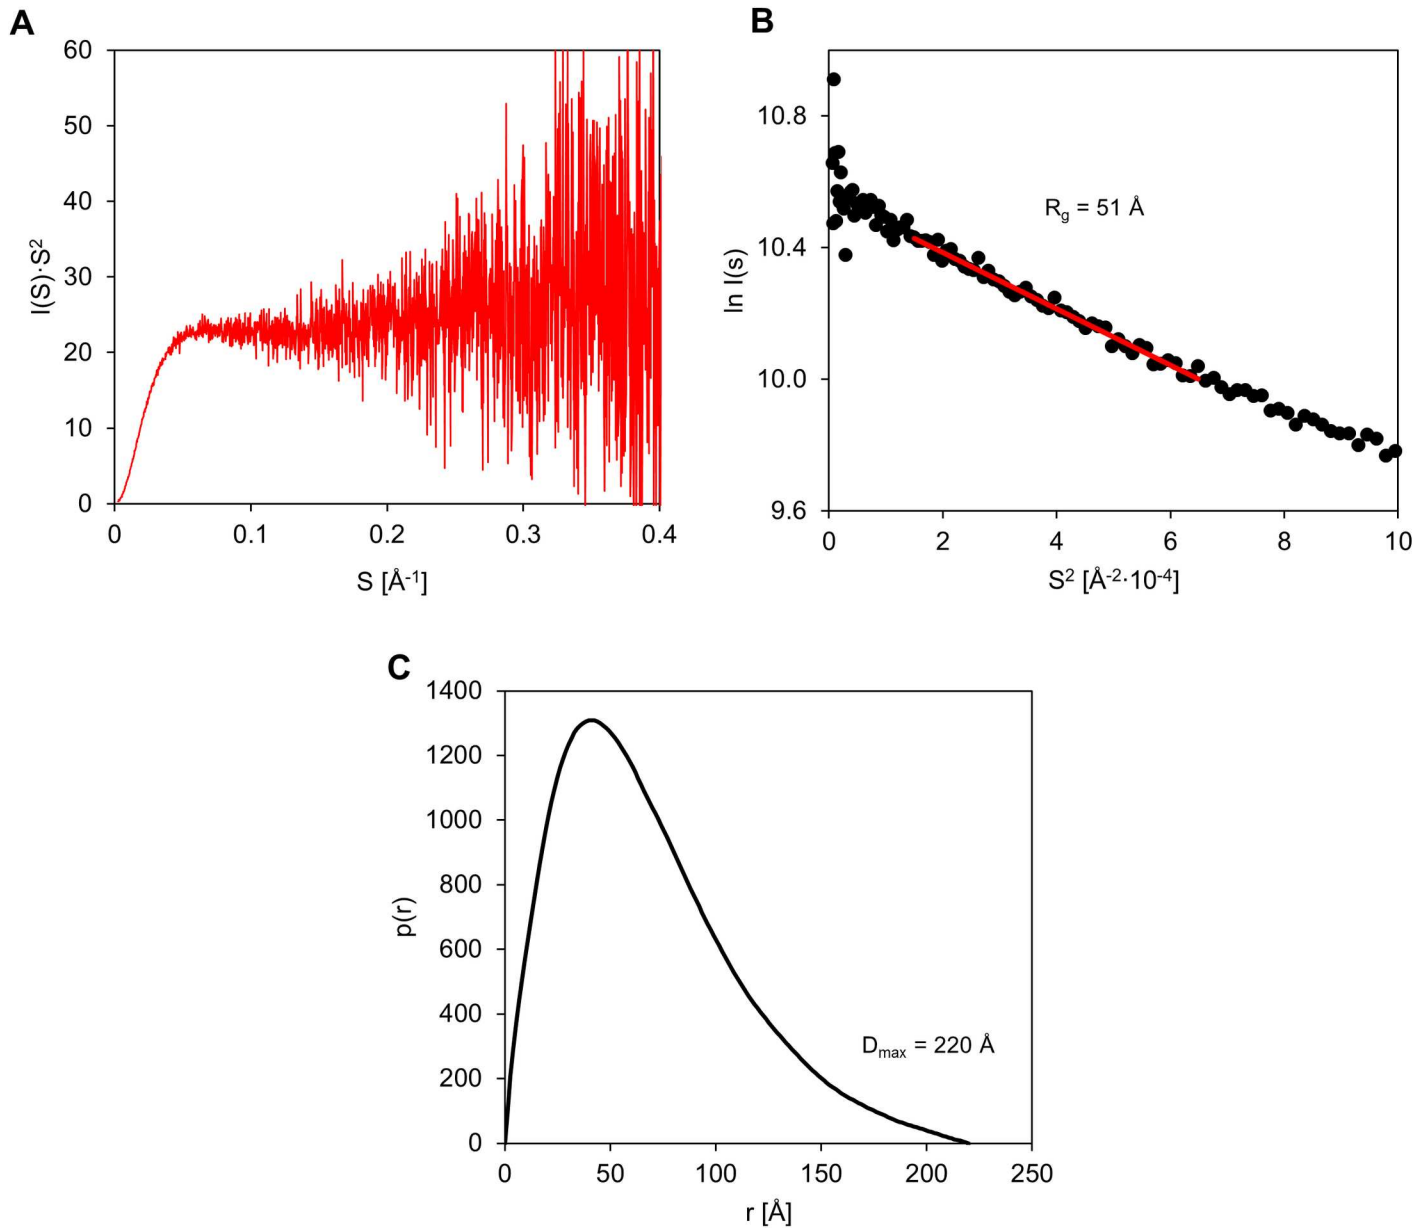 A
60
50
40
30
20
10
0
I(S)·S²
0 0.1 0.2 0.3 0.4
S [Å⁻¹]
B
10.8
10.4
10.0
9.6
ln I(s)
R_g = 51 Å
0 2 4 6 8 10
S² [Å⁻²·10⁻⁴]
C
1400
1200
1000
800
600
400
200
0
p(r)
D_max = 220 Å
0 50 100 150 200 250
r [Å]